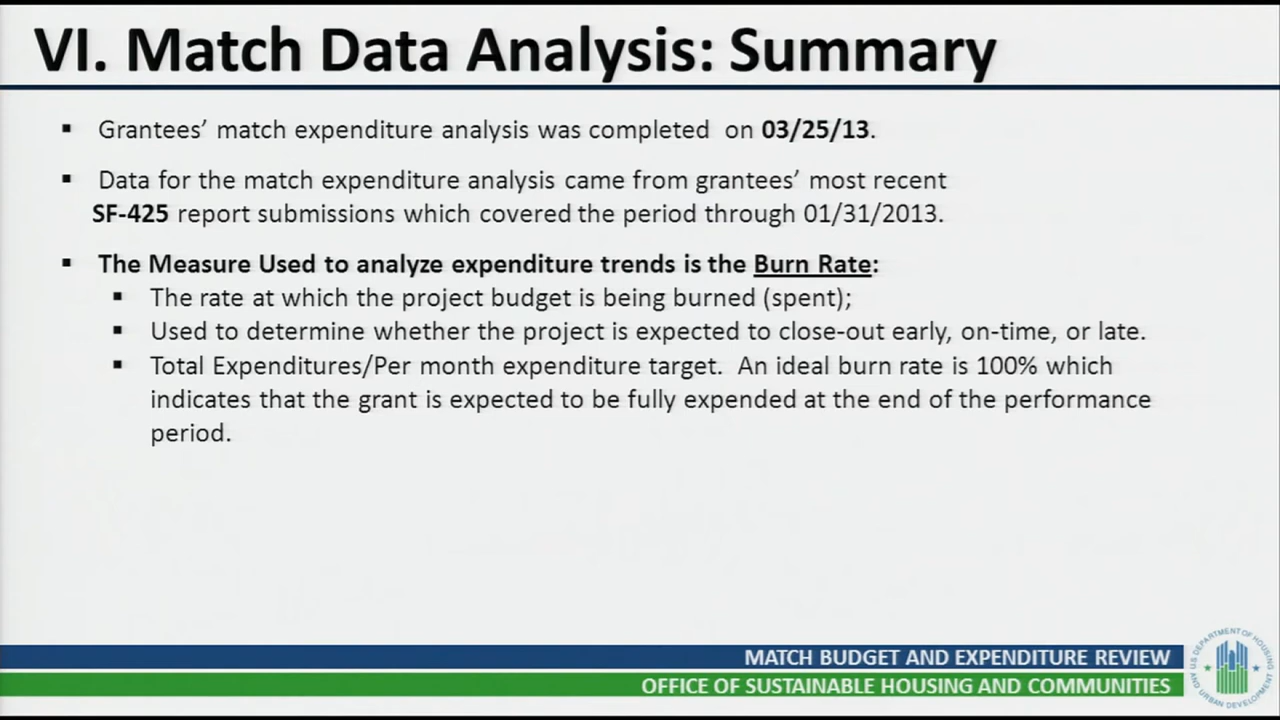 VI. Match Data Analysis: Summary
▪ Grantees’ match expenditure analysis was completed on 03/25/13.
▪ Data for the match expenditure analysis came from grantees’ most recent
SF-425 report submissions which covered the period through 01/31/2013.
▪ The Measure Used to analyze expenditure trends is the Burn Rate:
▪ The rate at which the project budget is being burned (spent);
▪ Used to determine whether the project is expected to close-out early, on-time, or late.
▪ Total Expenditures/Per month expenditure target. An ideal burn rate is 100% which
indicates that the grant is expected to be fully expended at the end of the performance
period.
MATCH BUDGET AND EXPENDITURE REVIEW
OFFICE OF SUSTAINABLE HOUSING AND COMMUNITIES
U.S. DEPARTMENT OF HOUSING AND URBAN DEVELOPMENT